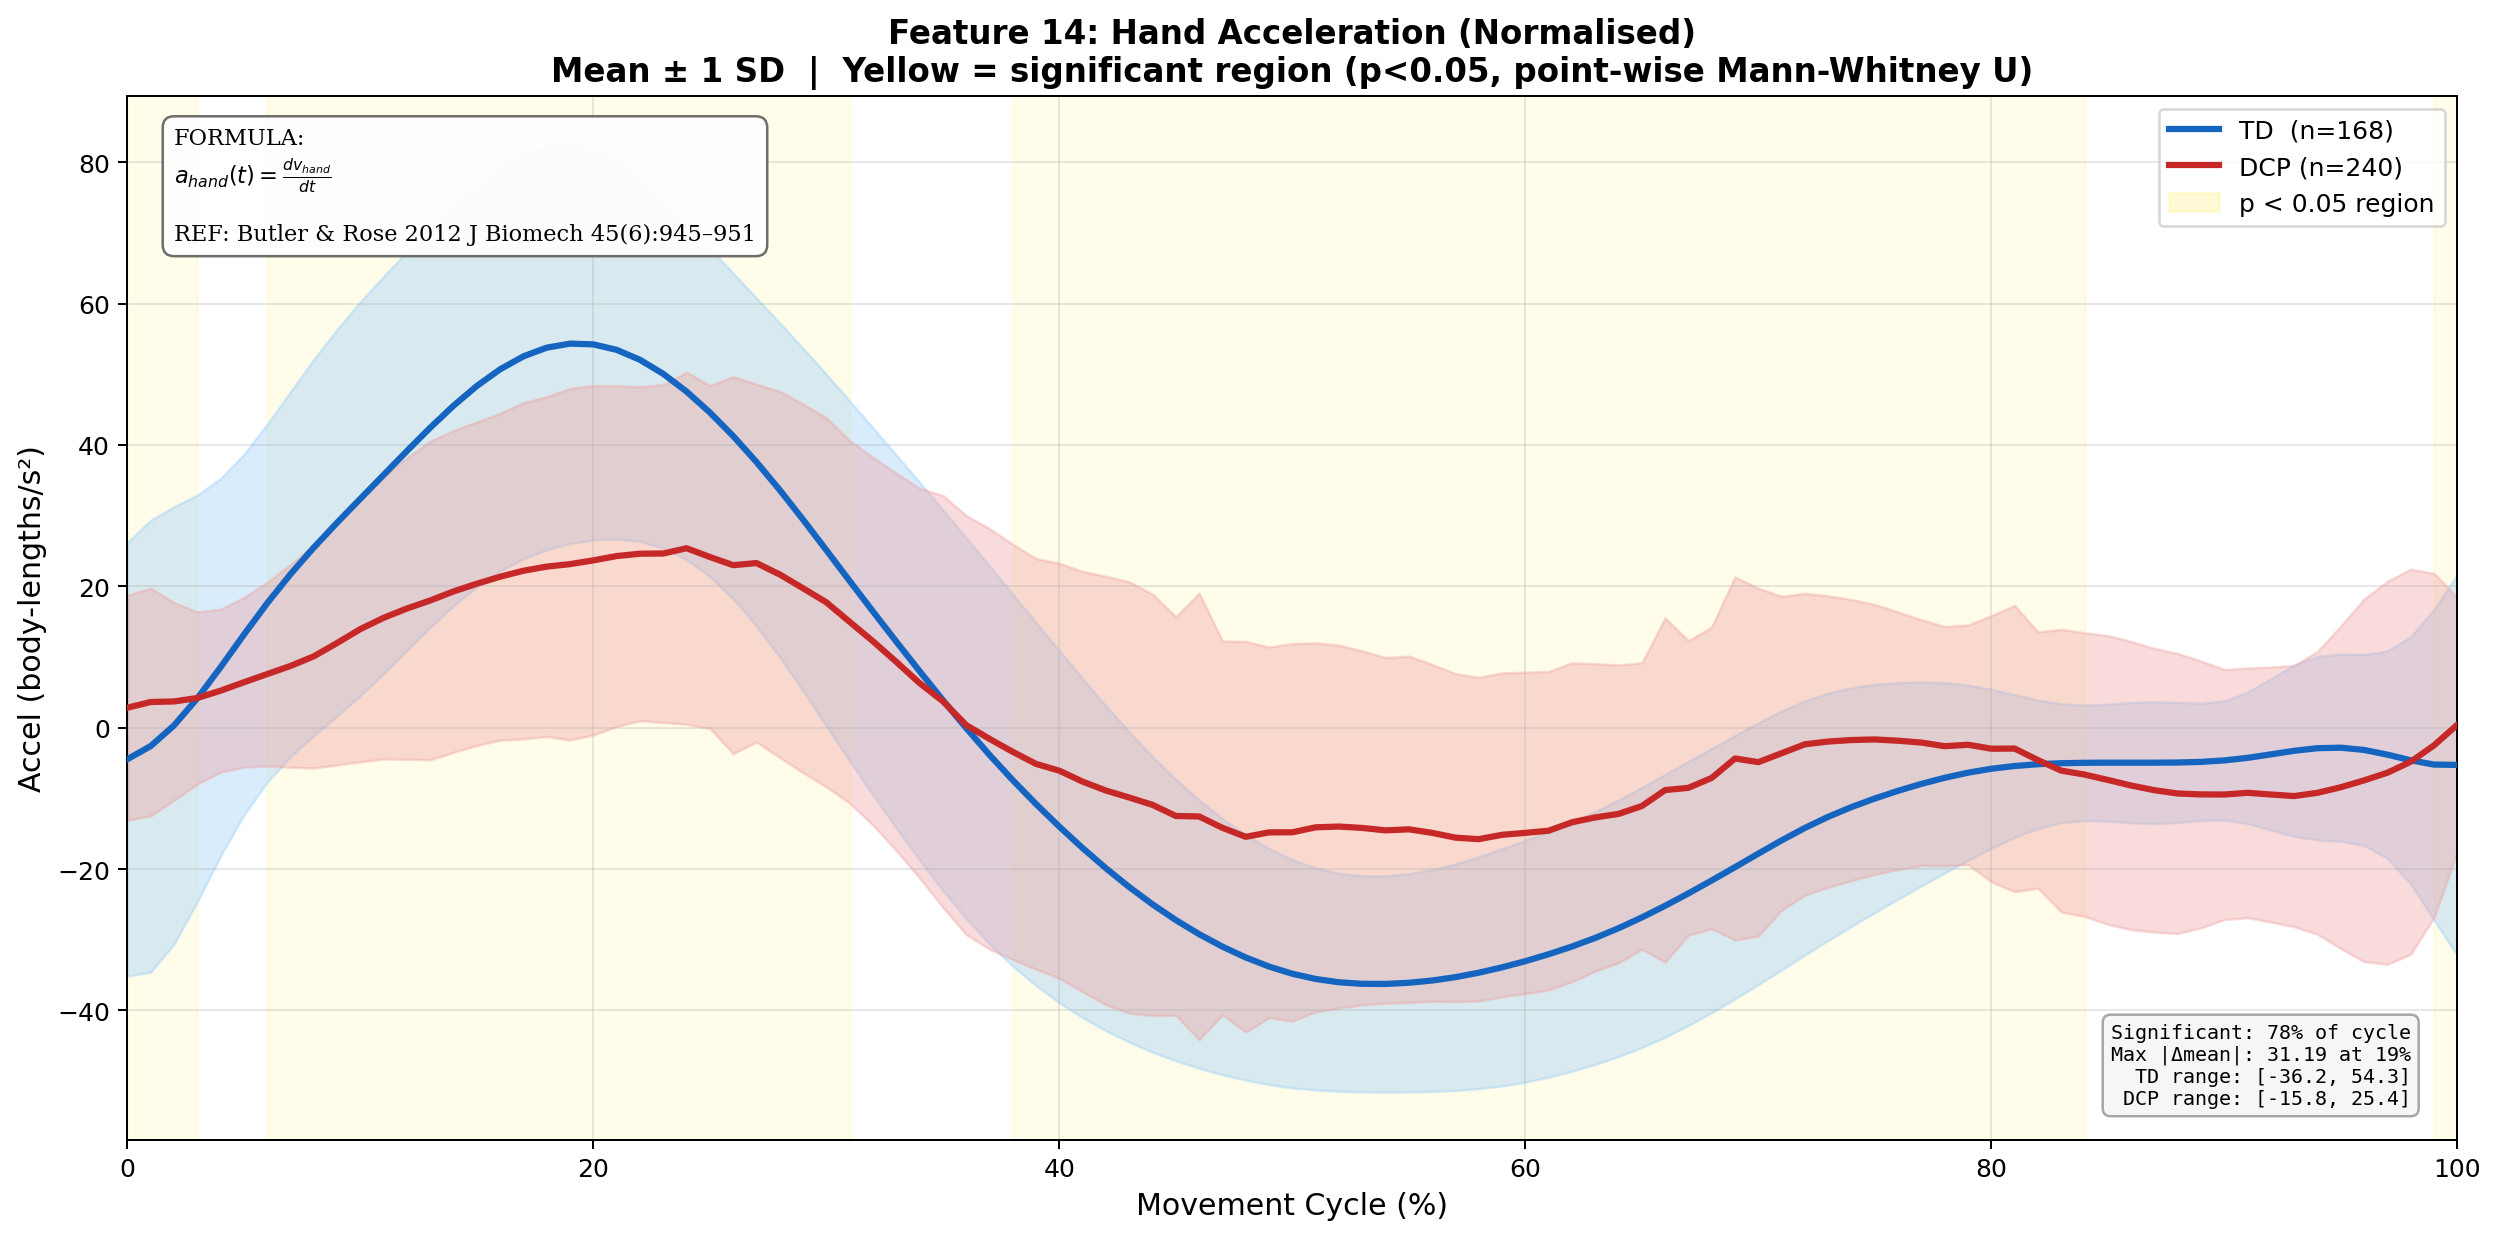 Feature 14: Hand Acceleration (Normalised)
Mean ± 1 SD | Yellow = significant region (p<0.05, point-wise Mann-Whitney U)
FORMULA:
a_hand(t) = dv_hand/dt
REF: Butler & Rose 2012 J Biomech 45(6):945–951
TD (n=168)
DCP (n=240)
p < 0.05 region
Accel (body-lengths/s²)
80
60
40
20
0
−20
−40
Significant: 78% of cycle
Max |Δmean|: 31.19 at 19%
TD range: [-36.2, 54.3]
DCP range: [-15.8, 25.4]
0 20 40 60 80 100
Movement Cycle (%)